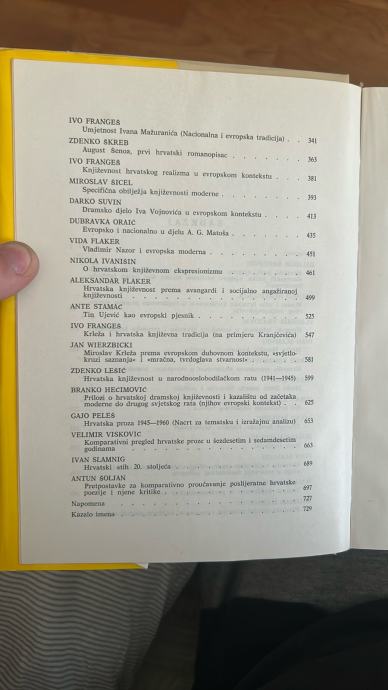 IVO FRANGEŠ
Umjetnost Ivana Mažuranića (Nacionalna i evropska tradicija) . . 341
ZDENKO ŠKREB
August Šenoa, prvi hrvatski romanopisac . . . . . . . 363
IVO FRANGEŠ
Književnost hrvatskog realizma u evropskom kontekstu . . . 381
MIROSLAV ŠICEL
Specifična obilježja književnosti moderne . . . . . . . 393
DARKO SUVIN
Dramsko djelo Iva Vojnovića u evropskom kontekstu . . . . 413
DUBRAVKA ORAIĆ
Evropsko i nacionalno u djelu A. G. Matoša . . . . . . 435
VIDA FLAKER
Vladimir Nazor i evropska moderna . . . . . . . . 451
NIKOLA IVANIŠIN
O hrvatskom književnom ekspresionizmu . . . . . . . 461
ALEKSANDAR FLAKER
Hrvatska književnost prema avangardi i socijalno angažiranoj
književnosti . . . . . . . . . . . . 499
ANTE STAMAĆ
Tin Ujević kao evropski pjesnik . . . . . . . . . 525
IVO FRANGEŠ
Krleža i hrvatska književna tradicija (na primjeru Kranjčevića) 547
JAN WIERZBICKI
Miroslav Krleža prema evropskom duhovnom kontekstu, »svjetlo-
kruzi saznanja« i »mračna, tvrdoglava stvarnost« . . . . . 581
ZDENKO LEŠIĆ
Hrvatska književnost u narodnooslobodilačkom ratu (1941—1945) 599
BRANKO HEĆIMOVIĆ
Prilozi o hrvatskoj dramskoj književnosti i kazalištu od začetaka
moderne do drugog svjetskog rata (njihov evropski kontekst) . . 625
GAJO PELEŠ
Hrvatska proza 1945—1960 (Nacrt za tematsku i izražajnu analizu) 653
VELIMIR VISKOVIĆ
Komparativni pregled hrvatske proze u šezdesetim i sedamdesetim
godinama . . . . . . . . . . . . . 663
IVAN SLAMNIG
Hrvatski stih 20. stoljeća . . . . . . . . . . 689
ANTUN ŠOLJAN
Pretpostavke za komparativno proučavanje poslijeratne hrvatske
poezije i njene kritike . . . . . . . . . . . 697
Napomena . . . . . . . . . . . . . 727
Kazalo imena . . . . . . . . . . . . 729